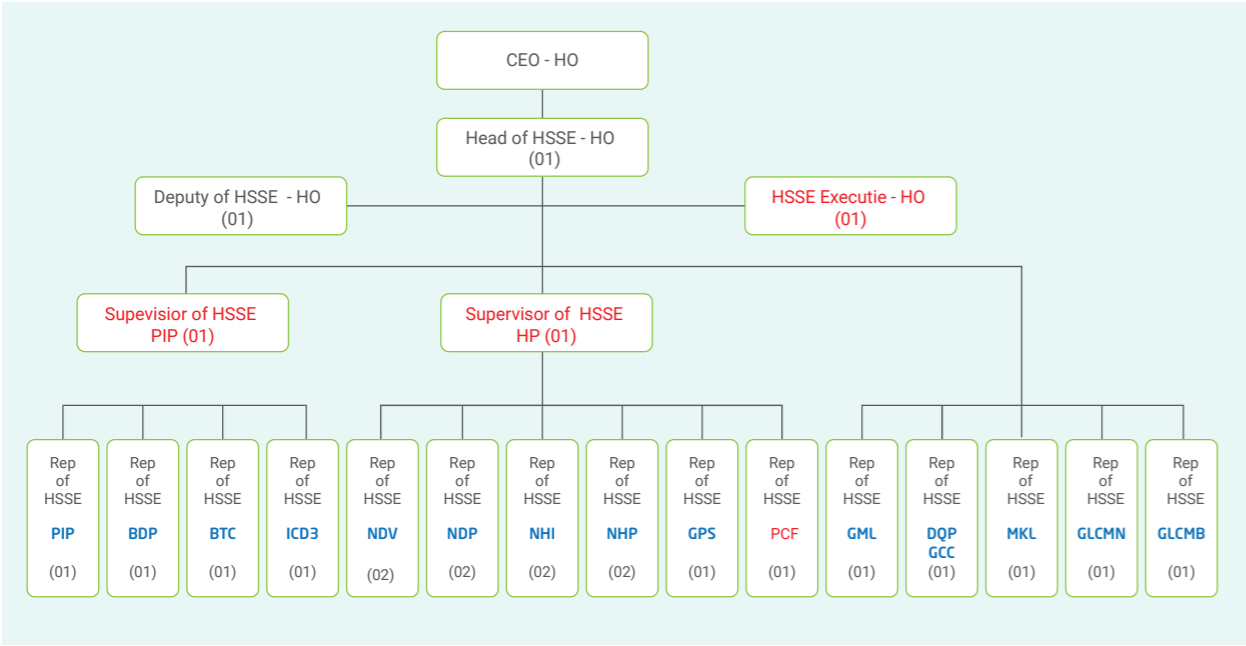 CEO - HO
Head of HSSE - HO
(01)
Deputy of HSSE - HO
(01)
HSSE Executie - HO
(01)
Supevisior of HSSE
PIP (01)
Supervisor of HSSE
HP (01)
Rep
of
HSSE
PIP
(01)
Rep
of
HSSE
BDP
(01)
Rep
of
HSSE
BTC
(01)
Rep
of
HSSE
ICD3
(01)
Rep
of
HSSE
NDV
(02)
Rep
of
HSSE
NDP
(02)
Rep
of
HSSE
NHI
(02)
Rep
of
HSSE
NHP
(02)
Rep
of
HSSE
GPS
(01)
Rep
of
HSSE
PCF
(01)
Rep
of
HSSE
GML
(01)
Rep
of
HSSE
DQP
GCC
(01)
Rep
of
HSSE
MKL
(01)
Rep
of
HSSE
GLCMN
(01)
Rep
of
HSSE
GLCMB
(01)